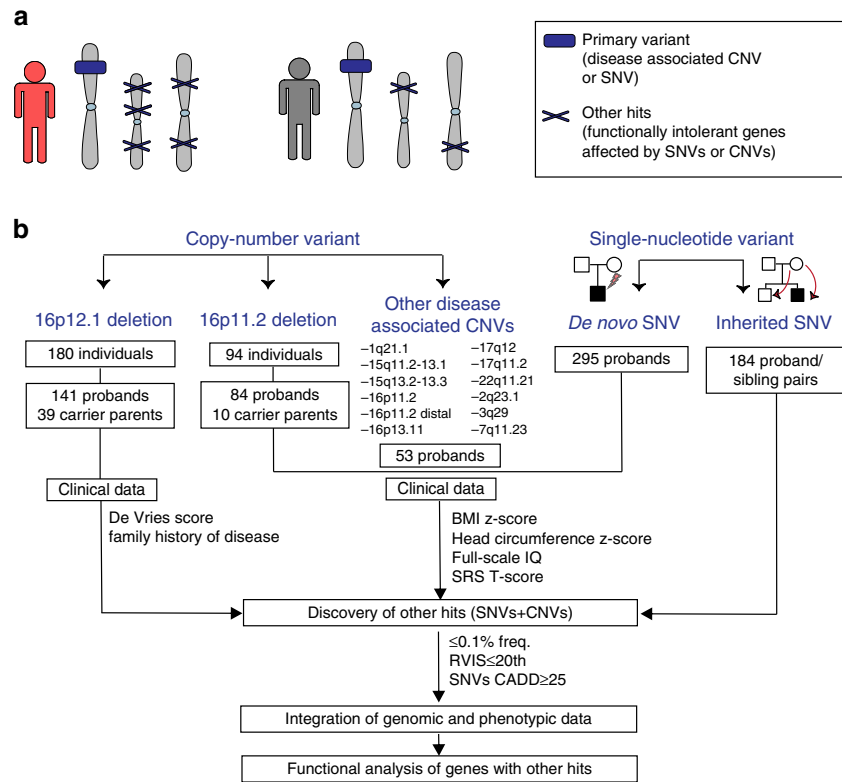 a
Primary variant
(disease associated CNV
or SNV)
Other hits
(functionally intolerant genes
affected by SNVs or CNVs)
b
Copy-number variant
Single-nucleotide variant
16p12.1 deletion
16p11.2 deletion
Other disease
associated CNVs
De novo SNV
Inherited SNV
180 individuals
94 individuals
–1q21.1
–15q11.2-13.1
–15q13.2-13.3
–16p11.2
–16p11.2 distal
–16p13.11
–17q12
–17q11.2
–22q11.21
–2q23.1
–3q29
–7q11.23
295 probands
184 proband/
sibling pairs
141 probands
39 carrier parents
84 probands
10 carrier parents
53 probands
Clinical data
Clinical data
De Vries score
family history of disease
BMI z-score
Head circumference z-score
Full-scale IQ
SRS T-score
Discovery of other hits (SNVs+CNVs)
≤0.1% freq.
RVIS≤20th
SNVs CADD≥25
Integration of genomic and phenotypic data
Functional analysis of genes with other hits